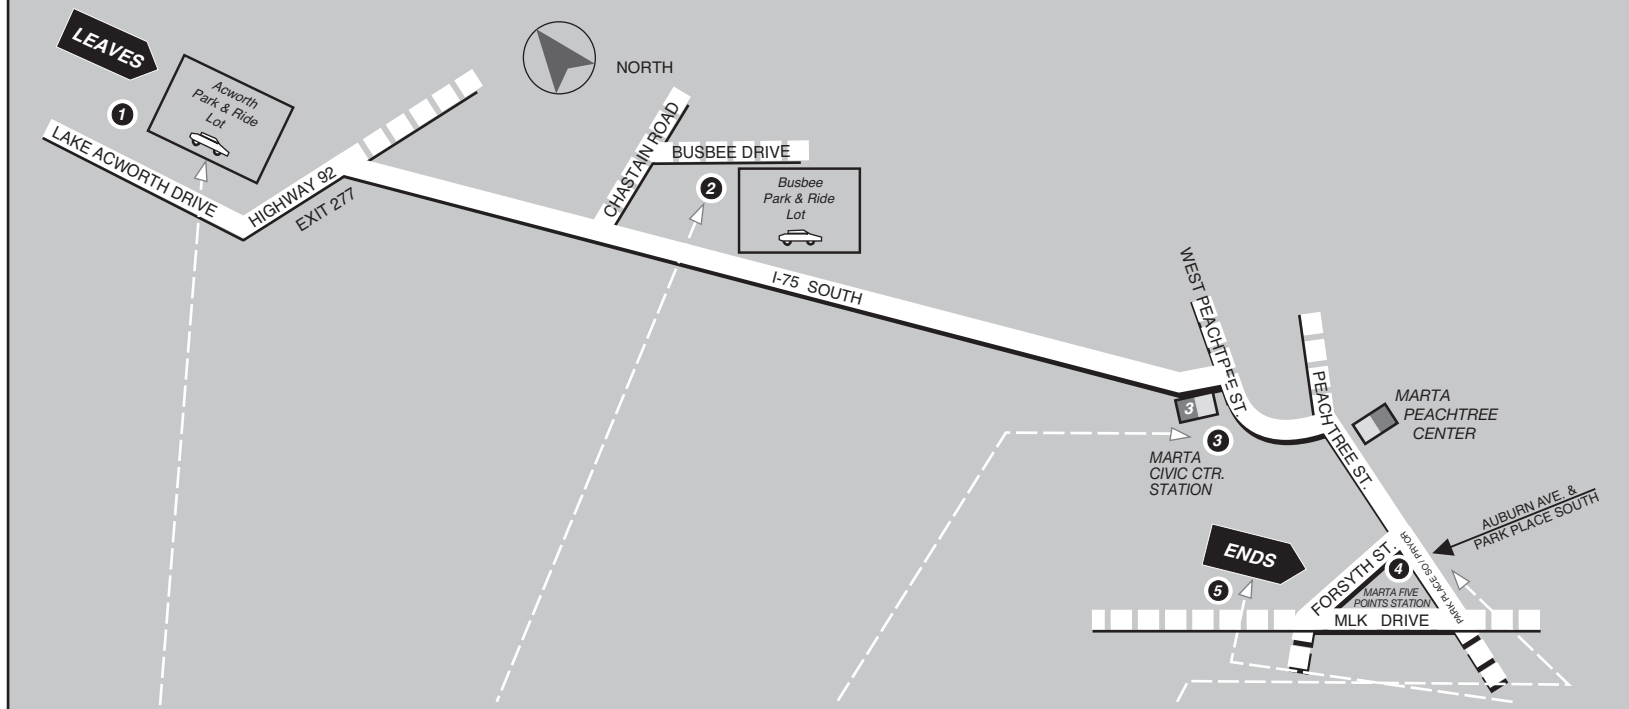 LEAVES
1
Acworth
Park & Ride
Lot
LAKE ACWORTH DRIVE
HIGHWAY 92
EXIT 277
NORTH
CHASTAIN ROAD
BUSBEE DRIVE
2
Busbee
Park & Ride
Lot
I-75 SOUTH
WEST PEACHTREE ST.
PEACHTREE ST.
3
3
MARTA
CIVIC CTR.
STATION
MARTA
PEACHTREE
CENTER
AUBURN AVE. &
PARK PLACE SOUTH
ENDS
5
FORSYTH ST.
4
PARK PLACE SO / PRYOR
MARTA FIVE
POINTS STATION
MLK DRIVE